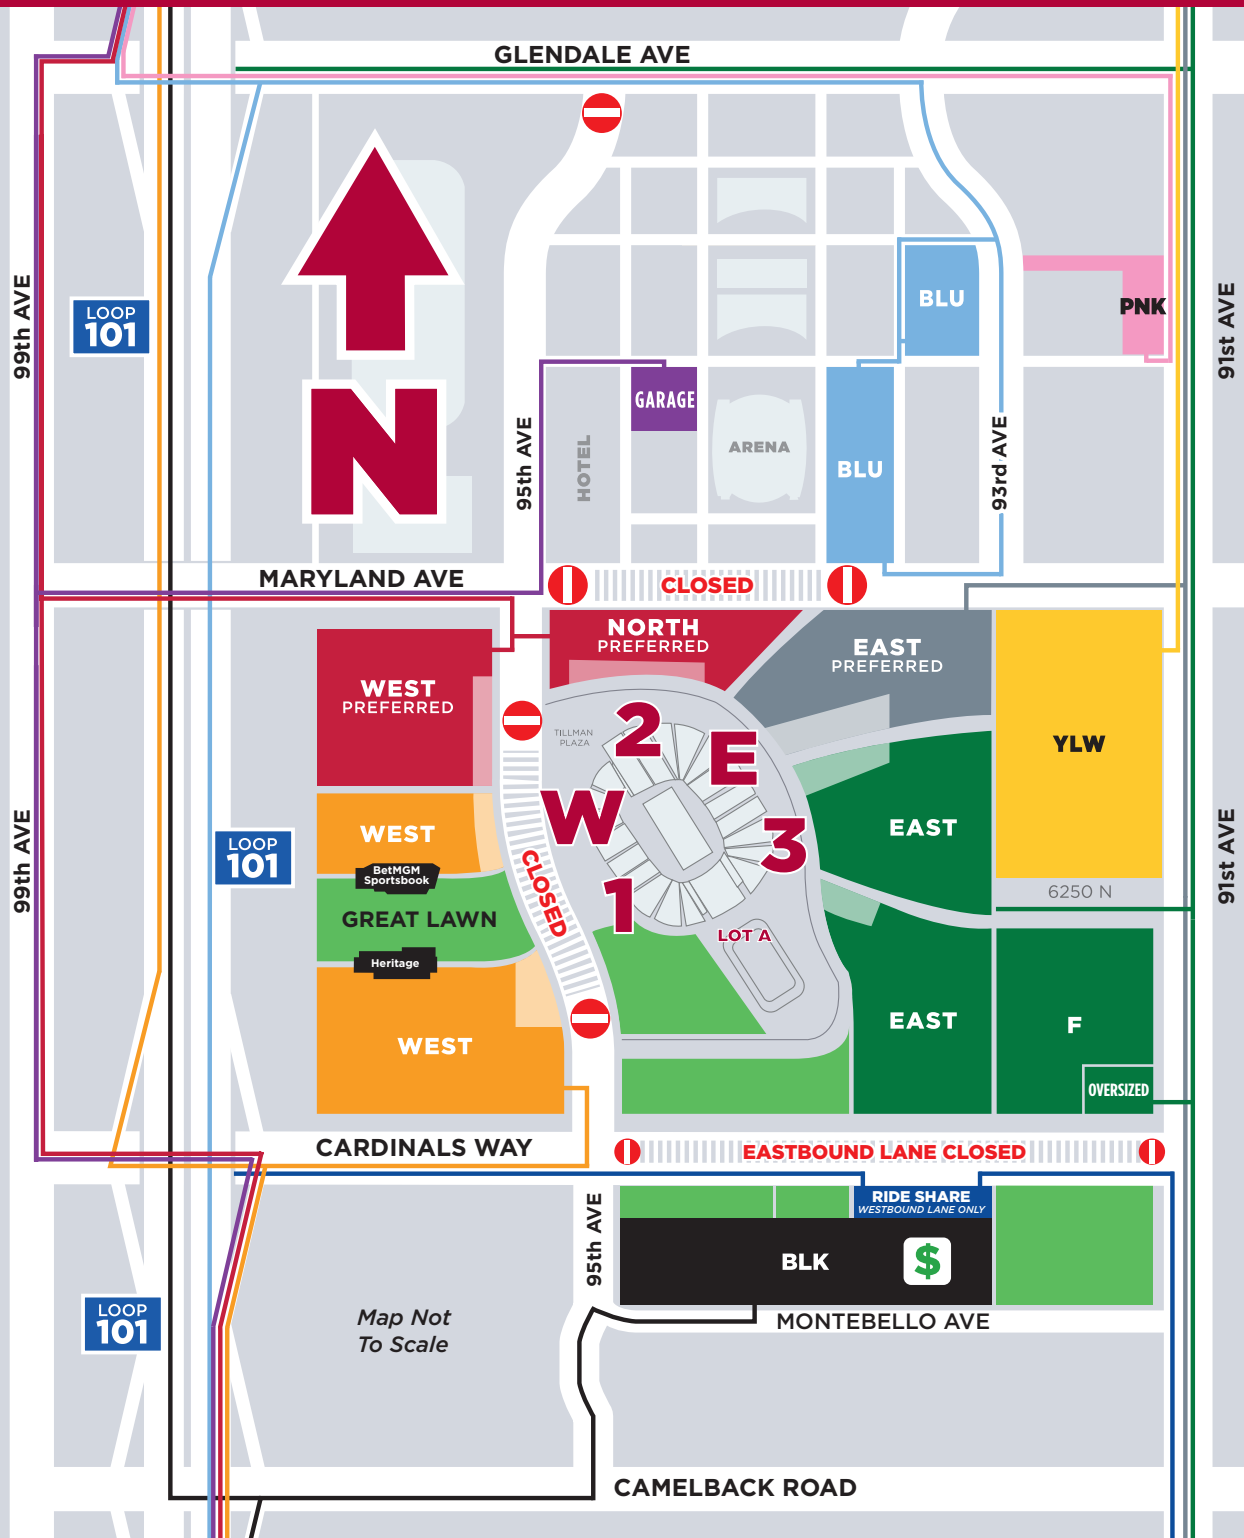 GLENDALE AVE
99th AVE
LOOP
101
N
95th AVE
HOTEL
GARAGE
ARENA
BLU
BLU
93rd AVE
PNK
91st AVE
MARYLAND AVE
CLOSED
NORTH
PREFERRED
EAST
PREFERRED
WEST
PREFERRED
TILLMAN
PLAZA
2
E
W
3
1
YLW
EAST
WEST
BetMGM
Sportsbook
GREAT LAWN
Heritage
CLOSED
LOT A
99th AVE
LOOP
101
91st AVE
6250 N
WEST
EAST
F
OVERSIZED
CARDINALS WAY
EASTBOUND LANE CLOSED
95th AVE
RIDE SHARE
WESTBOUND LANE ONLY
BLK
$
LOOP
101
Map Not
To Scale
MONTEBELLO AVE
CAMELBACK ROAD